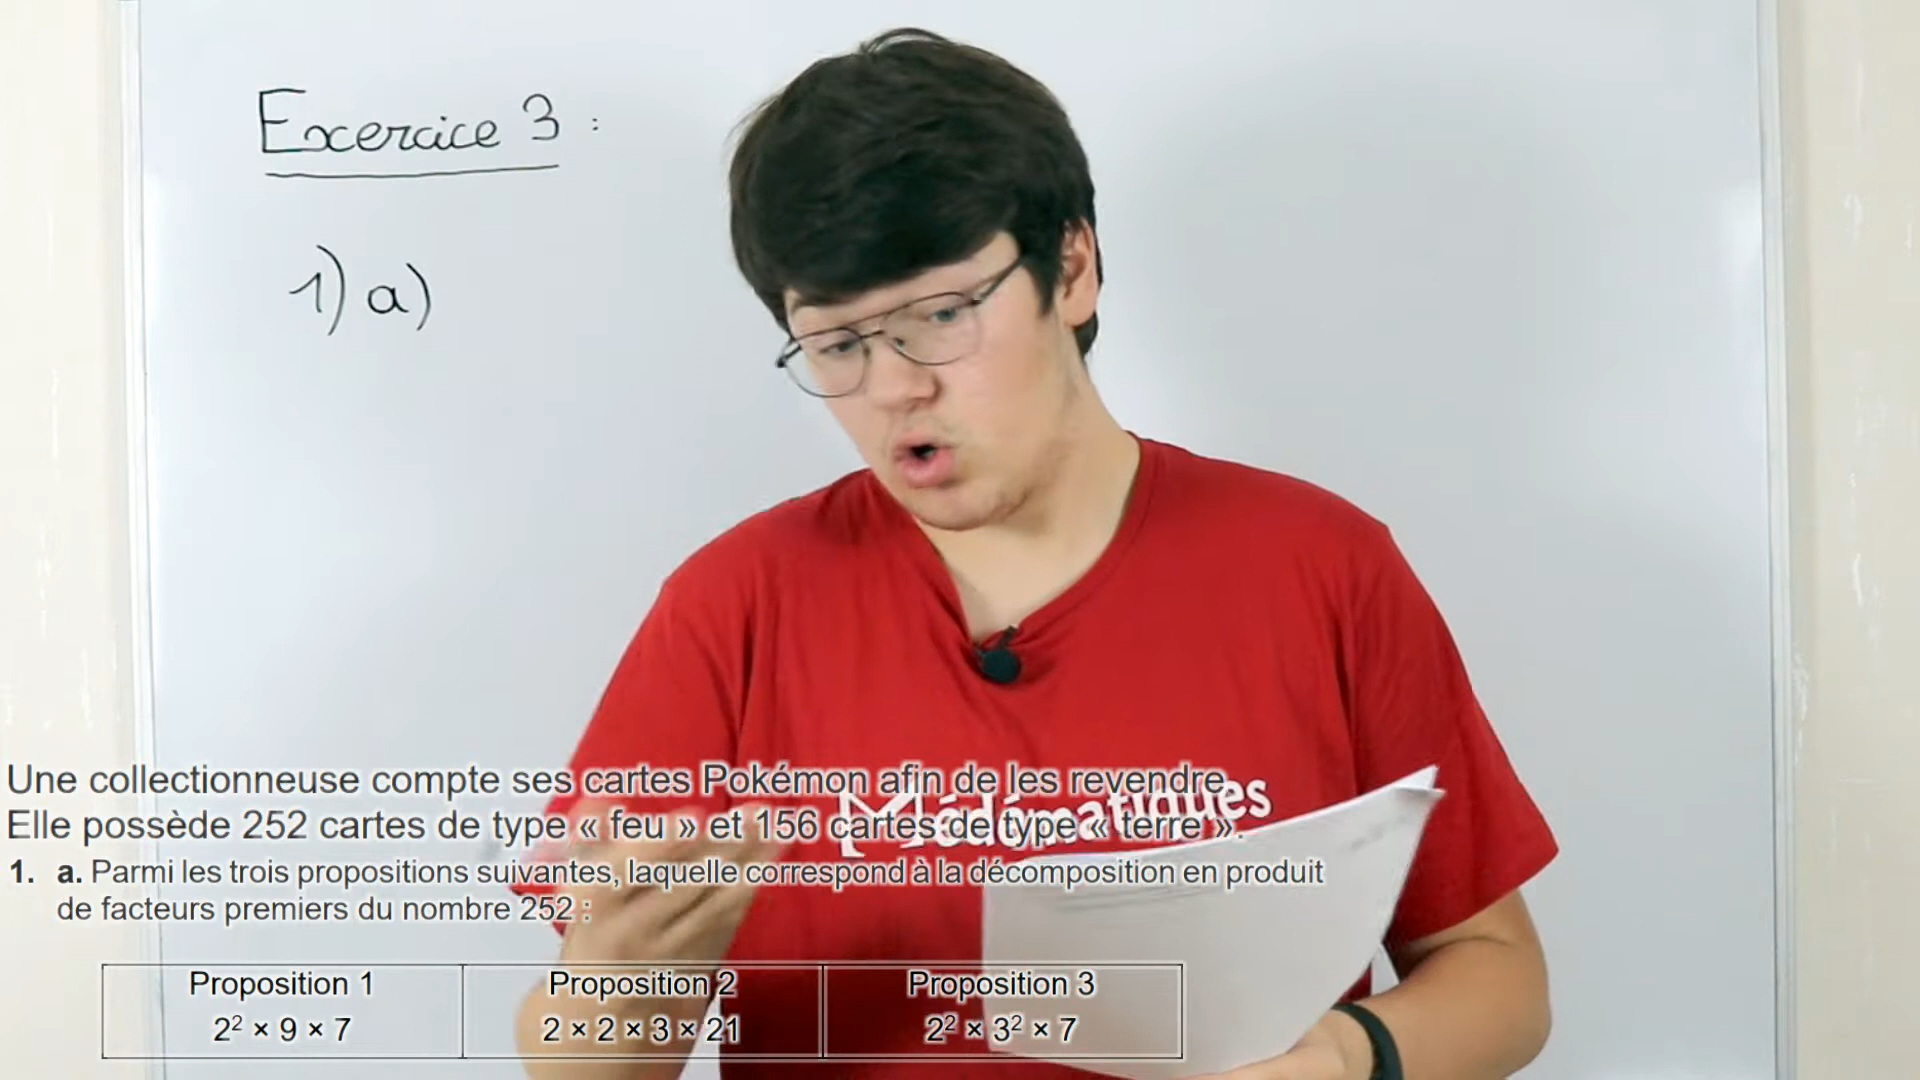 Exercice 3 :
1) a)
Médématiques
Une collectionneuse compte ses cartes Pokémon afin de les revendre.
Elle possède 252 cartes de type « feu » et 156 cartes de type « terre ».
1. a. Parmi les trois propositions suivantes, laquelle correspond à la décomposition en produit
de facteurs premiers du nombre 252 :
Proposition 1 Proposition 2 Proposition 3
2² × 9 × 7 2 × 2 × 3 × 21 2² × 3² × 7